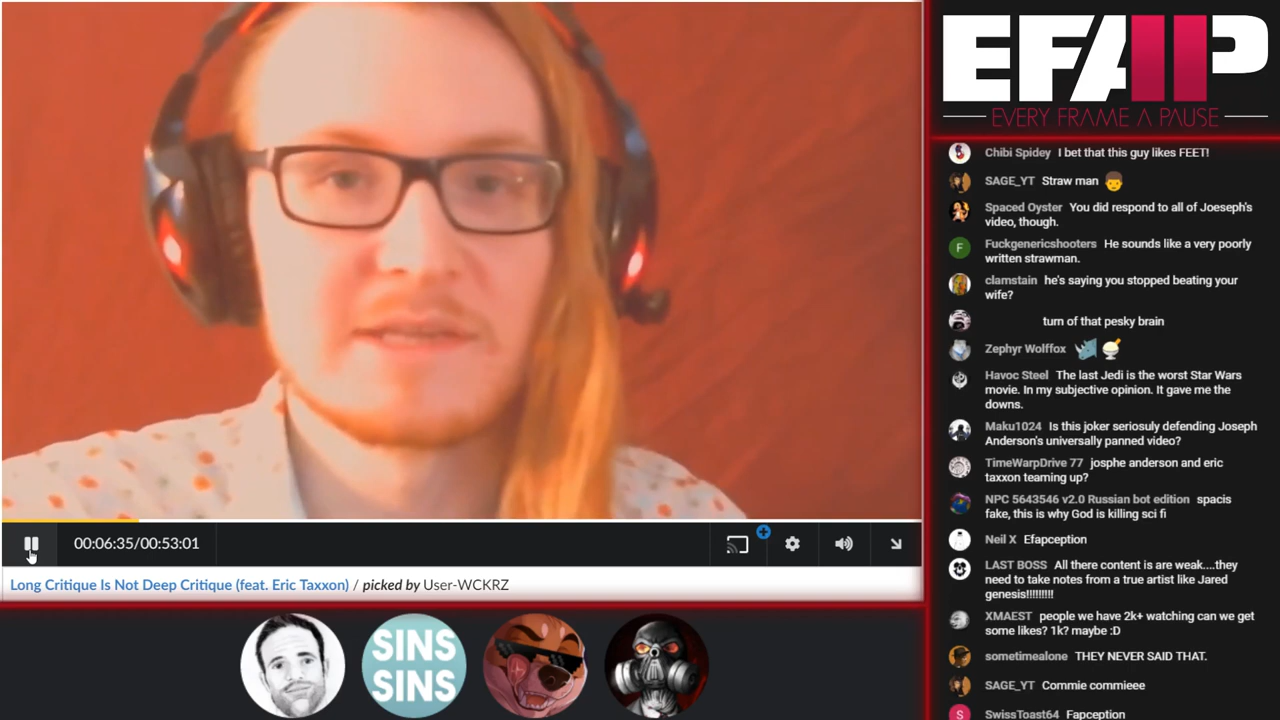 EFAP
EVERY FRAME A PAUSE
Chibi Spidey I bet that this guy likes FEET!
SAGE_YT Straw man
Spaced Oyster You did respond to all of Joeseph's
video, though.
F
Fuckgenericshooters He sounds like a very poorly
written strawman.
clamstain he's saying you stopped beating your
wife?
turn of that pesky brain
Zephyr Wolffox
Havoc Steel The last Jedi is the worst Star Wars
movie. In my subjective opinion. It gave me the
downs.
Maku1024 Is this joker seriosuly defending Joseph
Anderson's universally panned video?
TimeWarpDrive 77 josphe anderson and eric
taxxon teaming up?
NPC 5643546 v2.0 Russian bot edition spacis
fake, this is why God is killing sci fi
Neil X Efapception
LAST BOSS All there content is are weak....they
need to take notes from a true artist like Jared
genesis!!!!!!!!!
XMAEST people we have 2k+ watching can we get
some likes? 1k? maybe :D
sometimealone THEY NEVER SAID THAT.
SAGE_YT Commie commieee
S
SwissToast64 Fapception
00:06:35/00:53:01
Long Critique Is Not Deep Critique (feat. Eric Taxxon) / picked by User-WCKRZ
SINS
SINS